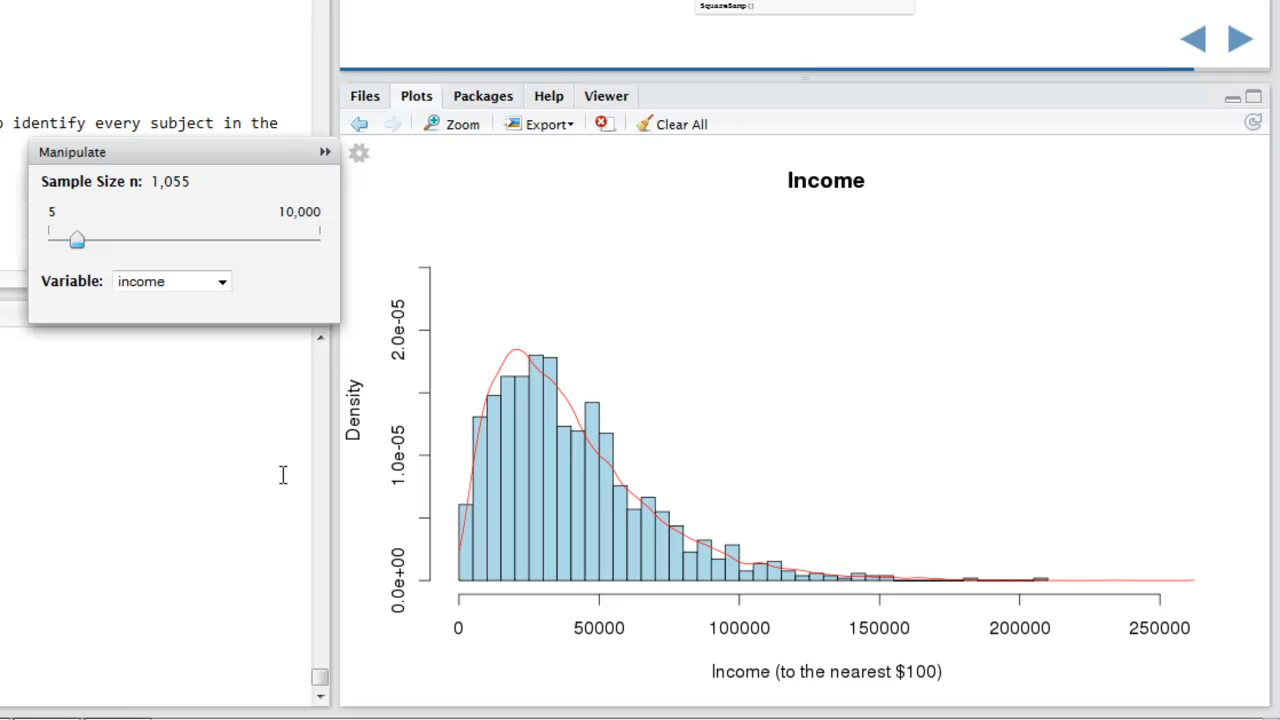 SquareSamp()
Files Plots Packages Help Viewer
Zoom Export Clear All
identify every subject in the
Manipulate
Sample Size n: 1,055
5 10,000
Variable: income
Income
Density
0.0e+00 1.0e-05 2.0e-05
0 50000 100000 150000 200000 250000
Income (to the nearest $100)